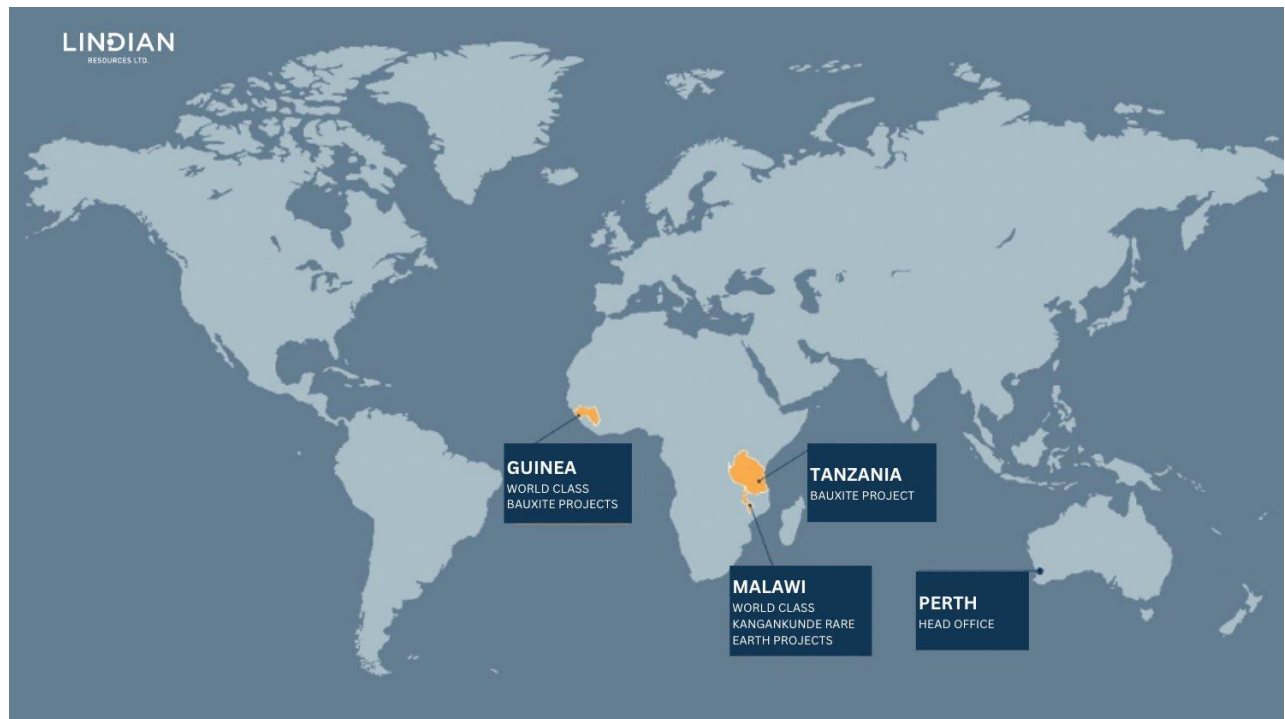 LINDIAN
RESOURCES LTD.
GUINEA
WORLD CLASS
BAUXITE PROJECTS
TANZANIA
BAUXITE PROJECT
MALAWI
WORLD CLASS
KANGANKUNDE RARE
EARTH PROJECTS
PERTH
HEAD OFFICE